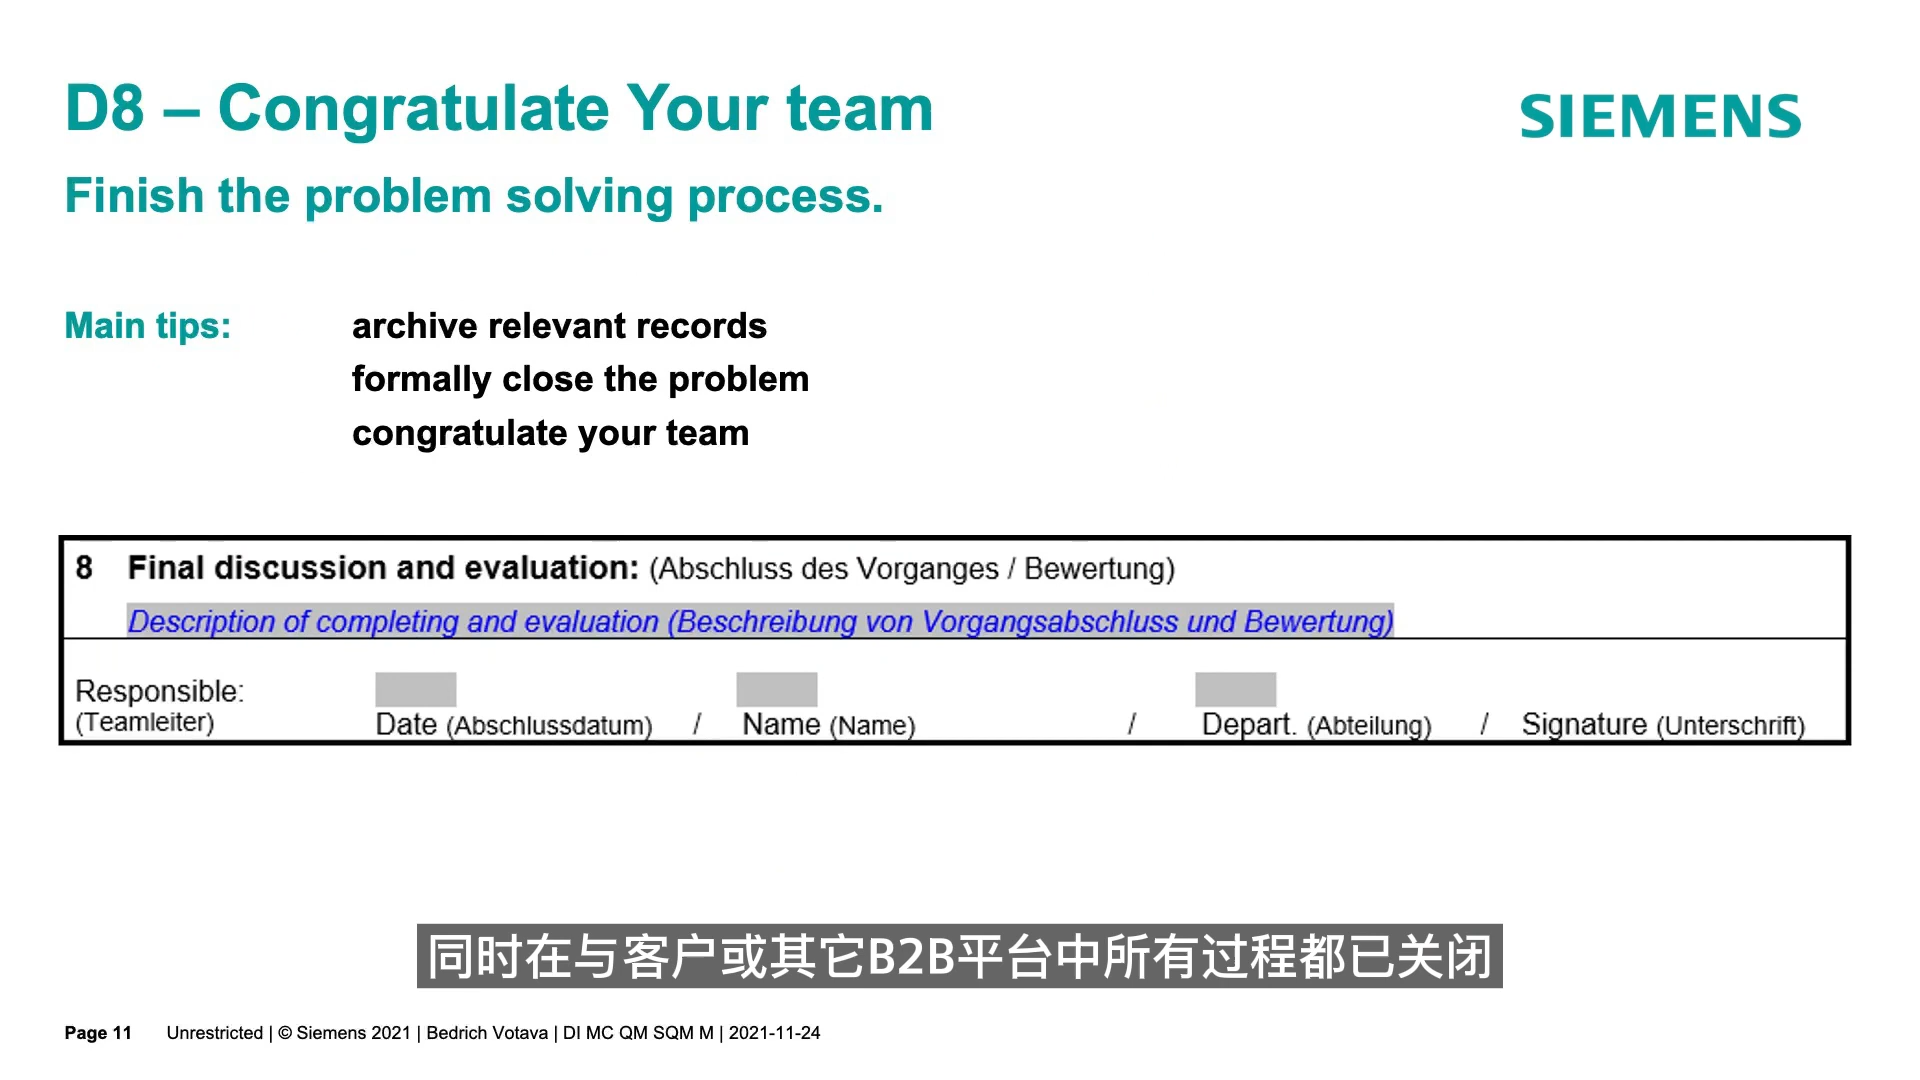 D8 – Congratulate Your team
SIEMENS
Finish the problem solving process.
Main tips:
archive relevant records
formally close the problem
congratulate your team
8 Final discussion and evaluation: (Abschluss des Vorganges / Bewertung)
Description of completing and evaluation (Beschreibung von Vorgangsabschluss und Bewertung)
Responsible:
(Teamleiter)
Date (Abschlussdatum) / Name (Name) / Depart. (Abteilung) / Signature (Unterschrift)
同时在与客户或其它B2B平台中所有过程都已关闭
Page 11 Unrestricted | © Siemens 2021 | Bedrich Votava | DI MC QM SQM M | 2021-11-24